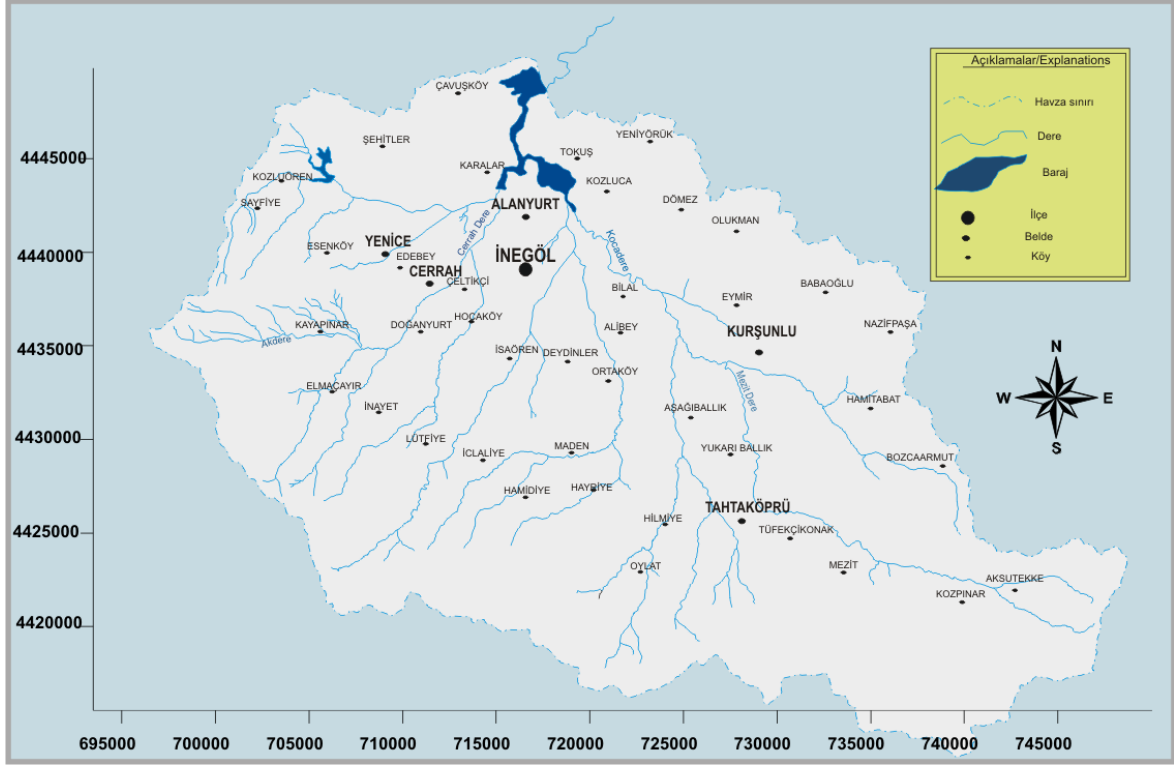 Açıklamalar/Explanations
Havza sınırı
Dere
Baraj
İlçe
Belde
Köy
ÇAVUŞKÖY
ŞEHİTLER
YENİYÖRÜK
TOKUŞ
4445000
KARALAR
KOZLUÖREN
KOZLUCA
SAYFİYE
ALANYURT
DÖMEZ
OLUKMAN
Cerrah Dere
Kocadere
4440000
ESENKÖY
YENİCE
EDEBEY
İNEGÖL
CERRAH
ÇELTİKÇİ
BİLAL
BABAOĞLU
EYMİR
KAYAPINAR
DOĞANYURT
HOCAKÖY
ALİBEY
KURŞUNLU
NAZİFPAŞA
Akdere
4435000
İSAÖREN
DEYDİNLER
ORTAKÖY
N
W
E
S
ELMAÇAYIR
İNAYET
Mezit Dere
AŞAĞIBALLIK
HAMİTABAT
4430000
LÜTFİYE
İCLALİYE
MADEN
YUKARI BALLIK
BOZCAARMUT
HAMİDİYE
HAYRİYE
4425000
HİLMİYE
TAHTAKÖPRÜ
TÜFEKÇİKONAK
OYLAT
MEZİT
AKSUTEKKE
KOZPINAR
4420000
695000
700000
705000
710000
715000
720000
725000
730000
735000
740000
745000